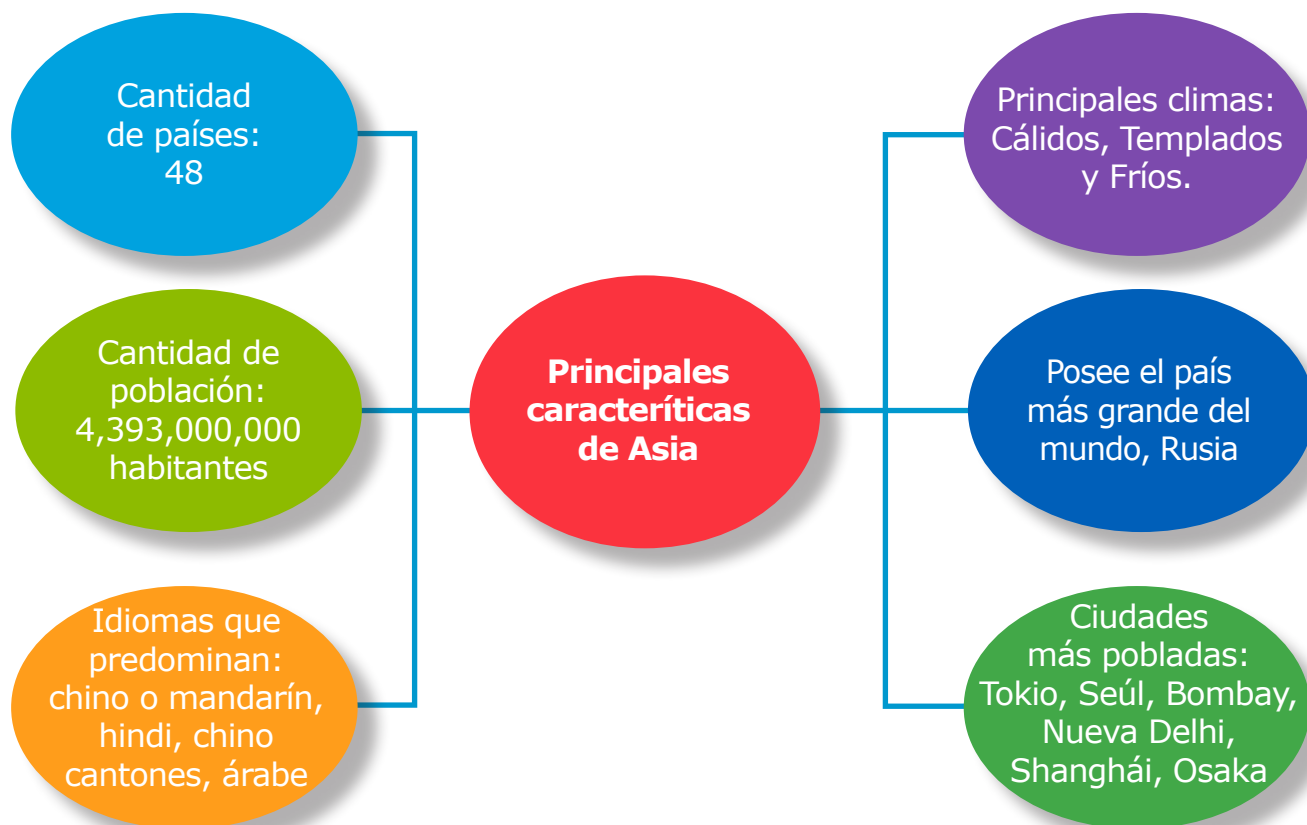 Cantidad
de países:
48
Cantidad de
población:
4,393,000,000
habitantes
Idiomas que
predominan:
chino o mandarín,
hindi, chino
cantones, árabe
Principales
caracteríticas
de Asia
Principales climas:
Cálidos, Templados
y Fríos.
Posee el país
más grande del
mundo, Rusia
Ciudades
más pobladas:
Tokio, Seúl, Bombay,
Nueva Delhi,
Shanghái, Osaka